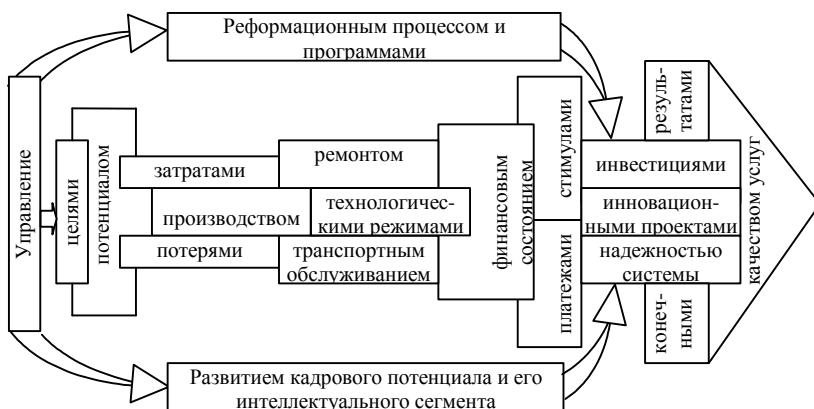 Реформационным процессом и
программами
Управление
целями
потенциалом
затратами
производством
потерями
ремонтом
технологичес-
кими режимами
транспортным
обслуживанием
финансовым
состоянием
стимулами
платежами
резуль-
татами
инвестициями
инновацион-
ными проектами
надежностью
системы
конеч-
ными
качеством услуг
Развитием кадрового потенциала и его
интеллектуального сегмента